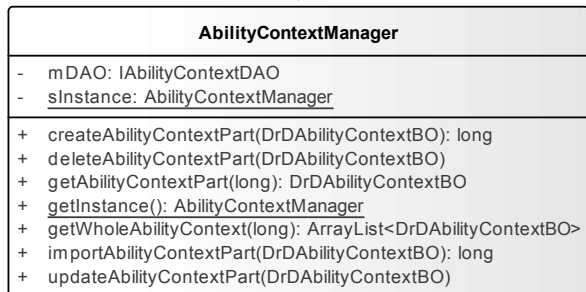 AbilityContextManager
- mDAO: IAbilityContextDAO
- sInstance: AbilityContextManager
+ createAbilityContextPart(DrDAbilityContextBO): long
+ deleteAbilityContextPart(DrDAbilityContextBO)
+ getAbilityContextPart(long): DrDAbilityContextBO
+ getInstance(): AbilityContextManager
+ getWholeAbilityContext(long): ArrayList<DrDAbilityContextBO>
+ importAbilityContextPart(DrDAbilityContextBO): long
+ updateAbilityContextPart(DrDAbilityContextBO)